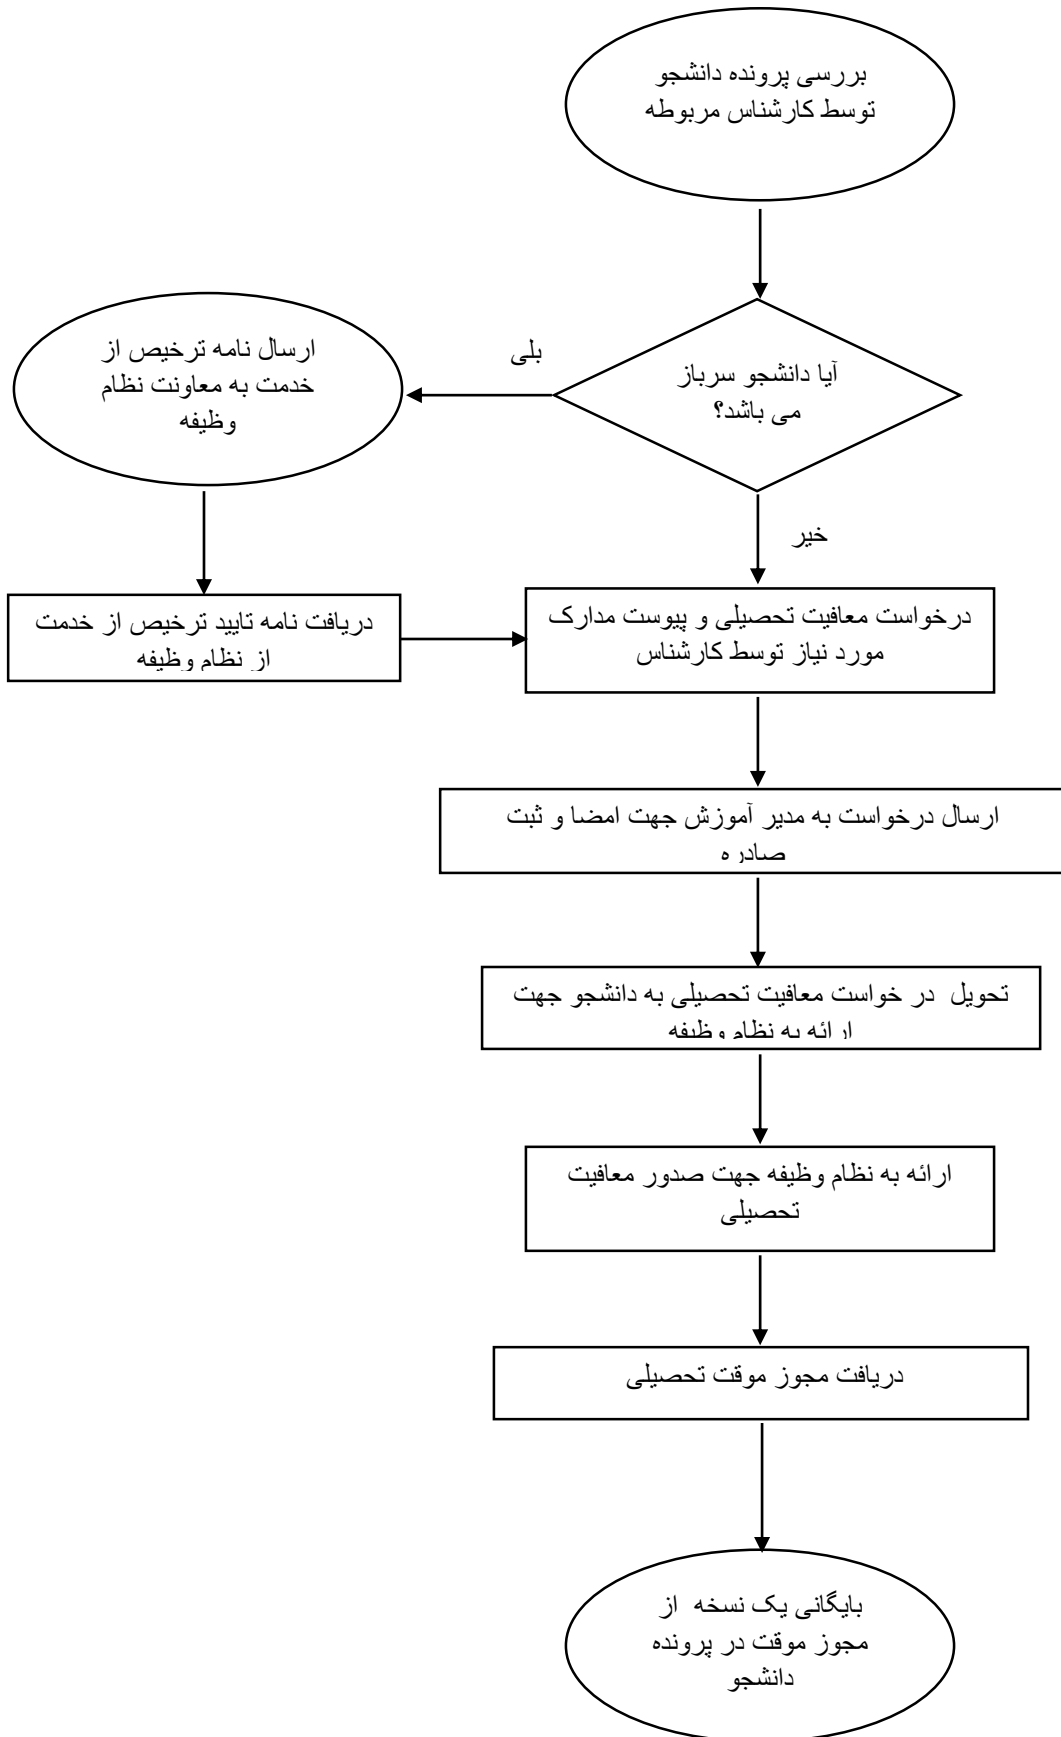 بررسی پرونده دانشجو
توسط کارشناس مربوطه
آیا دانشجو سرباز
می باشد؟
بلی
ارسال نامه ترخیص از
خدمت به معاونت نظام
وظیفه
خیر
دریافت نامه تایید ترخیص از خدمت
از نظام وظیفه
درخواست معافیت تحصیلی و پیوست مدارک
مورد نیاز توسط کارشناس
ارسال درخواست به مدیر آموزش جهت امضا و ثبت
صادره
تحویل در خواست معافیت تحصیلی به دانشجو جهت
ارائه به نظام وظیفه
ارائه به نظام وظیفه جهت صدور معافیت
تحصیلی
دریافت مجوز موقت تحصیلی
بایگانی یک نسخه از
مجوز موقت در پرونده
دانشجو